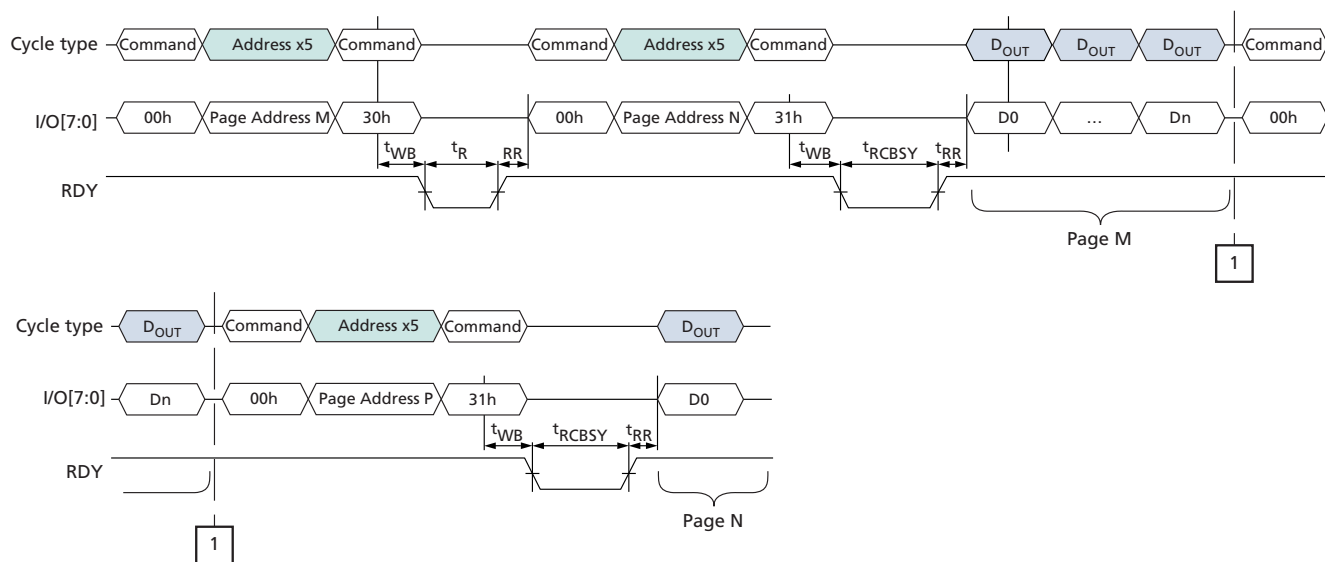 Cycle type Command Address x5 Command Command Address x5 Command DOUT DOUT DOUT Command
I/O[7:0] 00h Page Address M 30h 00h Page Address N 31h D0 … Dn 00h
tWB tR RR tWB tRCBSY tRR
RDY
Page M
1
Cycle type DOUT Command Address x5 Command DOUT
I/O[7:0] Dn 00h Page Address P 31h D0
tWB tRCBSY tRR
RDY
Page N
1